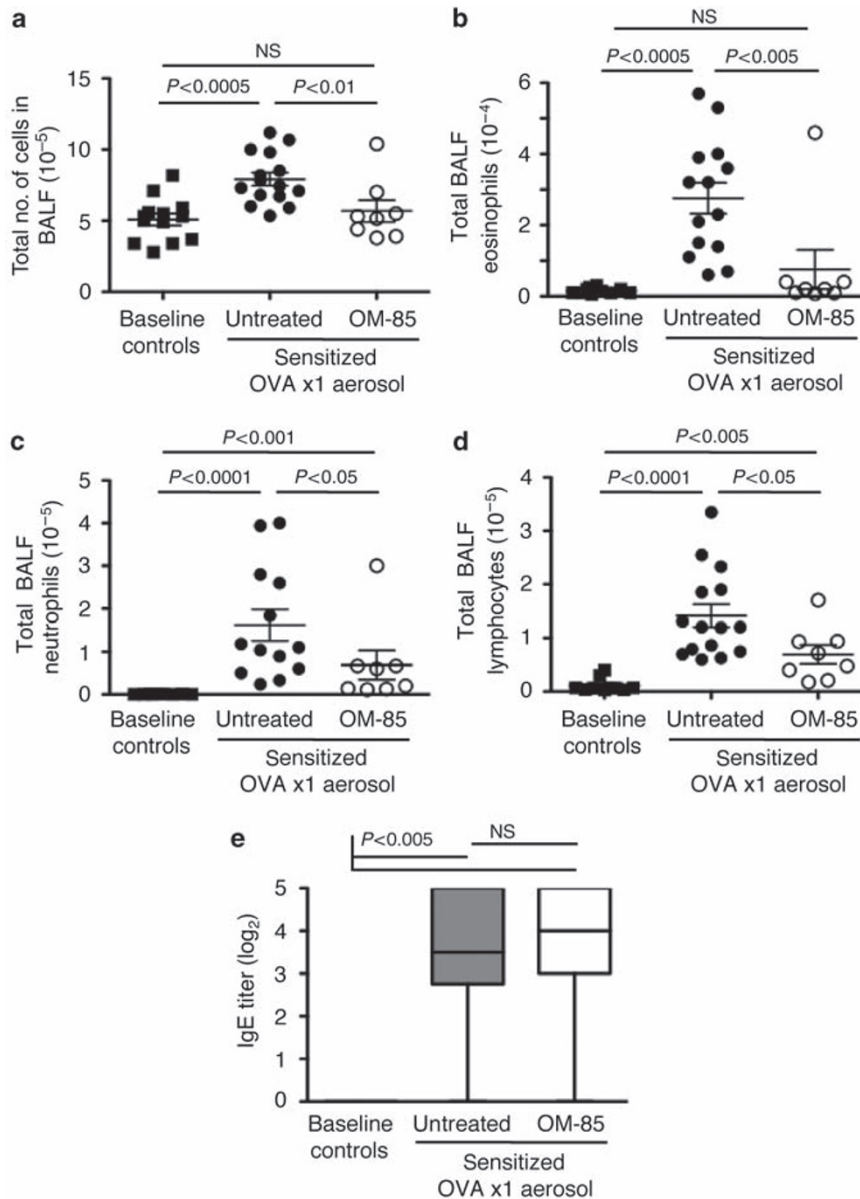 a
NS
P<0.0005 P<0.01
Total no. of cells in
BALF (10⁻⁵)
15
10
5
0
Baseline controls
Untreated OM-85
Sensitized
OVA x1 aerosol
b
NS
P<0.0005 P<0.005
Total BALF
eosinophils (10⁻⁴)
6
4
2
0
Baseline controls
Untreated OM-85
Sensitized
OVA x1 aerosol
c
P<0.001
P<0.0001 P<0.05
Total BALF
neutrophils (10⁻⁵)
5
4
3
2
1
0
Baseline controls
Untreated OM-85
Sensitized
OVA x1 aerosol
d
P<0.005
P<0.0001 P<0.05
Total BALF
lymphocytes (10⁻⁵)
4
3
2
1
0
Baseline controls
Untreated OM-85
Sensitized
OVA x1 aerosol
e
NS
P<0.005
IgE titer (log₂)
5
4
3
2
1
0
Baseline controls
Untreated OM-85
Sensitized
OVA x1 aerosol